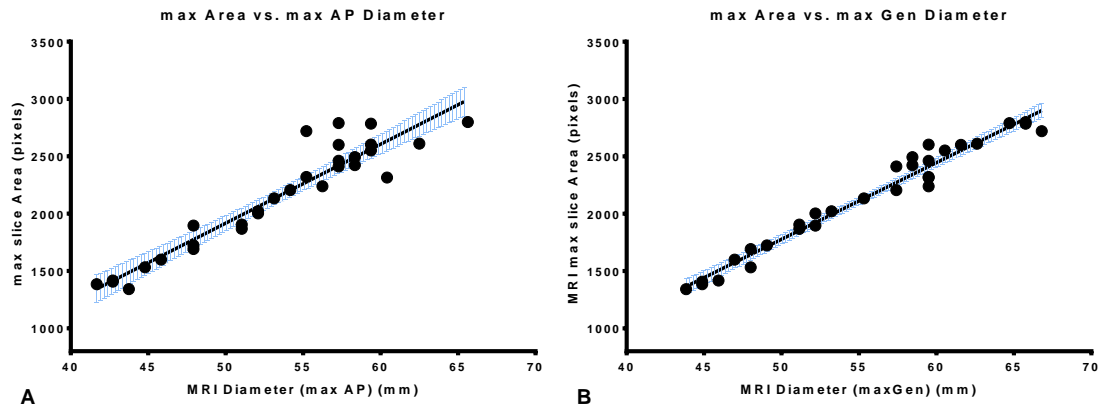 max Area vs. max AP Diameter
3500
3000
2500
2000
1500
1000
max slice Area (pixels)
40 45 50 55 60 65 70
MRI Diameter (max AP) (mm)
A
max Area vs. max Gen Diameter
3500
3000
2500
2000
1500
1000
MRI max slice Area (pixels)
40 45 50 55 60 65 70
MRI Diameter (maxGen) (mm)
B